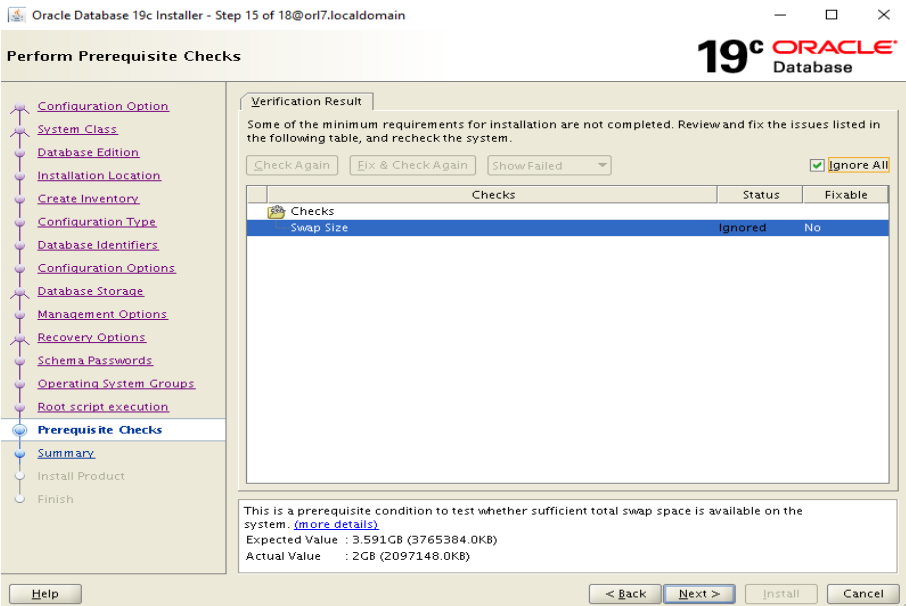 Oracle Database 19c Installer - Step 15 of 18@orl7.localdomain
Perform Prerequisite Checks
19c ORACLE
Database
Configuration Option
System Class
Database Edition
Installation Location
Create Inventory
Configuration Type
Database Identifiers
Configuration Options
Database Storage
Management Options
Recovery Options
Schema Passwords
Operating System Groups
Root script execution
Prerequisite Checks
Summary
Install Product
Finish
Verification Result
Some of the minimum requirements for installation are not completed. Review and fix the issues listed in
the following table, and recheck the system.
Check Again Fix & Check Again Show Failed Ignore All
Checks Status Fixable
Checks
Swap Size Ignored No
This is a prerequisite condition to test whether sufficient total swap space is available on the
system. (more details)
Expected Value : 3.591GB (3765384.0KB)
Actual Value : 2GB (2097148.0KB)
Help < Back Next > Install Cancel